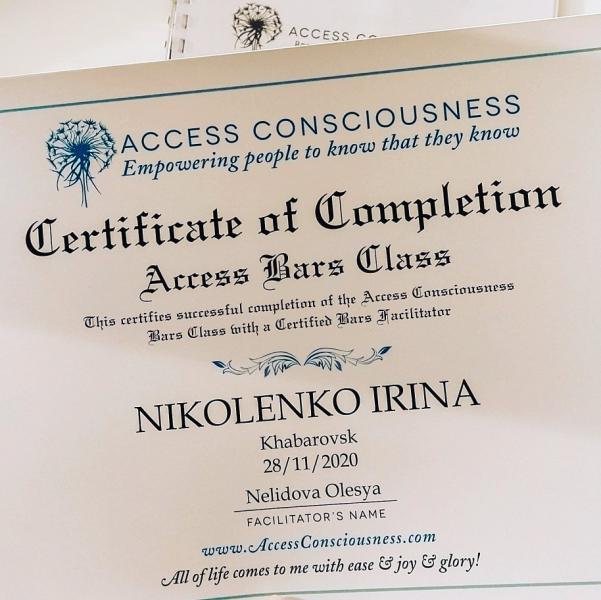 ACCESS CO
ACCESS CONSCIOUSNESS
Empowering people to know that they know
Certificate of Completion
Access Bars Class
This certifies successful completion of the Access Consciousness
Bars Class with a Certified Bars Facilitator
NIKOLENKO IRINA
Khabarovsk
28/11/2020
Nelidova Olesya
FACILITATOR'S NAME
www.AccessConsciousness.com
All of life comes to me with ease & joy & glory!